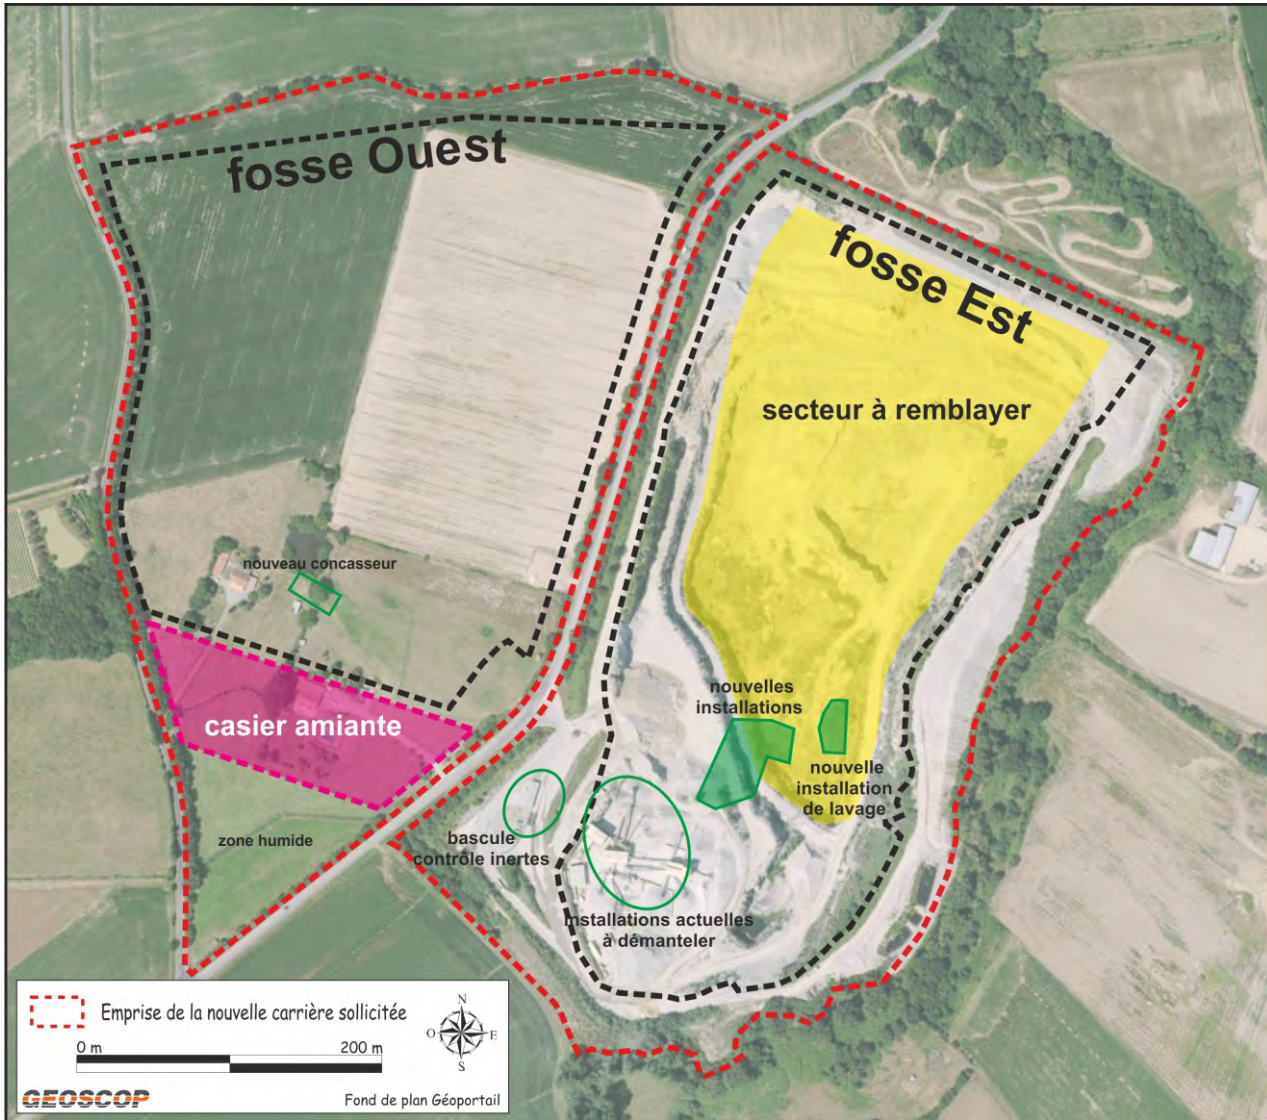 fosse Ouest
fosse Est
secteur à remblayer
nouveau concasseur
casier amiante
nouvelles
installations
nouvelle
installation
de lavage
zone humide
bascule
contrôle inertes
installations actuelles
à démanteler
Emprise de la nouvelle carrière sollicitée
0 m
200 m
N
O
E
S
GEOSCOP
Fond de plan Géoportail